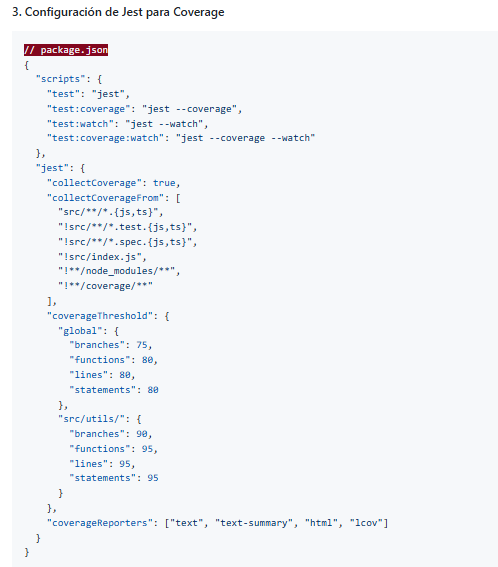 3. Configuración de Jest para Coverage
// package.json
{
  "scripts": {
    "test": "jest",
    "test:coverage": "jest --coverage",
    "test:watch": "jest --watch",
    "test:coverage:watch": "jest --coverage --watch"
  },
  "jest": {
    "collectCoverage": true,
    "collectCoverageFrom": [
      "src/**/*.{js,ts}",
      "!src/**/*.test.{js,ts}",
      "!src/**/*.spec.{js,ts}",
      "!src/index.js",
      "!**/node_modules/**",
      "!**/coverage/**"
    ],
    "coverageThreshold": {
      "global": {
        "branches": 75,
        "functions": 80,
        "lines": 80,
        "statements": 80
      },
      "src/utils/": {
        "branches": 90,
        "functions": 95,
        "lines": 95,
        "statements": 95
      }
    },
    "coverageReporters": ["text", "text-summary", "html", "lcov"]
  }
}